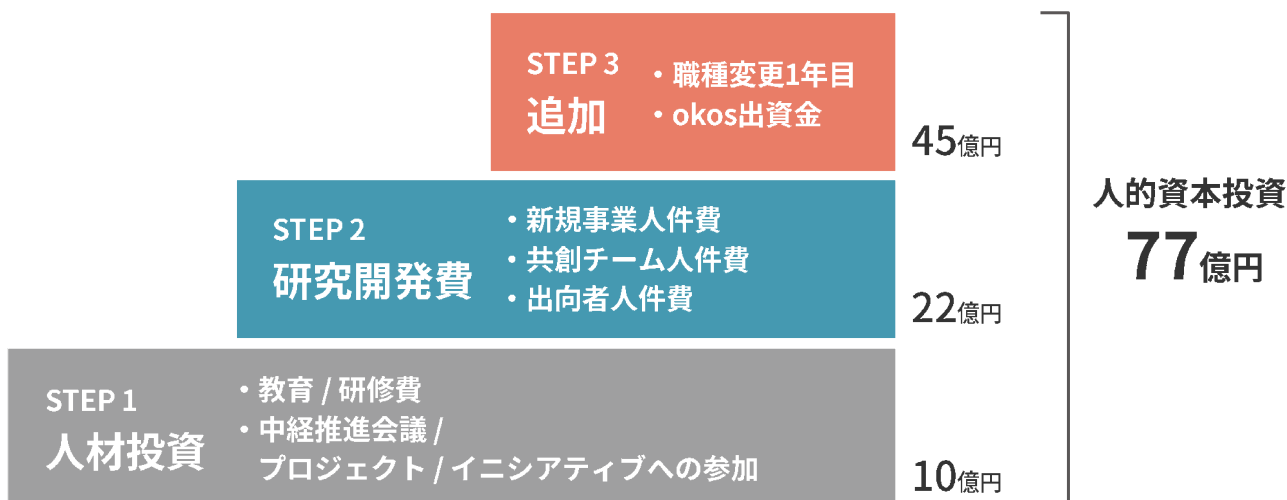 STEP 3
追加
・職種変更1年目
・okos出資金
45億円
STEP 2
研究開発費
・新規事業人件費
・共創チーム人件費
・出向者人件費
22億円
STEP 1
人材投資
・教育 / 研修費
・中経推進会議 /
プロジェクト / イニシアティブへの参加
10億円
人的資本投資
77億円